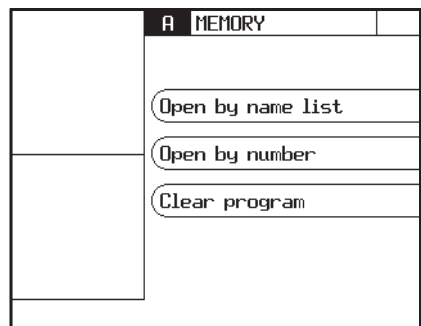 A MEMORY
Open by name list
Open by number
Clear program